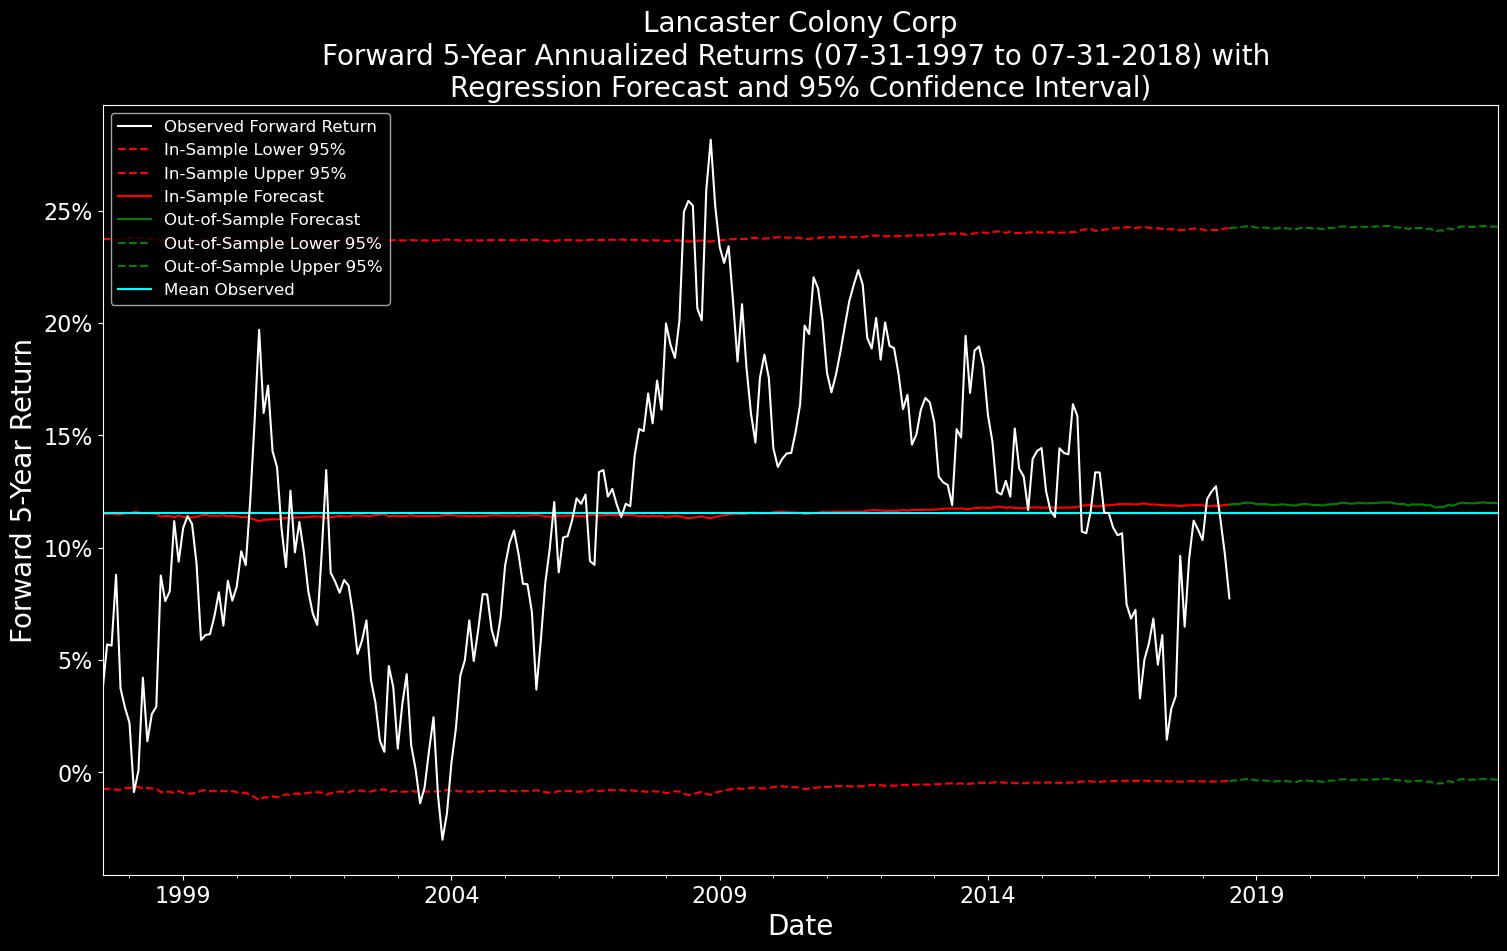 Lancaster Colony Corp
Forward 5-Year Annualized Returns (07-31-1997 to 07-31-2018) with
Regression Forecast and 95% Confidence Interval)
Observed Forward Return
In-Sample Lower 95%
In-Sample Upper 95%
In-Sample Forecast
Out-of-Sample Forecast
Out-of-Sample Lower 95%
Out-of-Sample Upper 95%
Mean Observed
Forward 5-Year Return
25%
20%
15%
10%
5%
0%
1999
2004
2009
2014
2019
Date